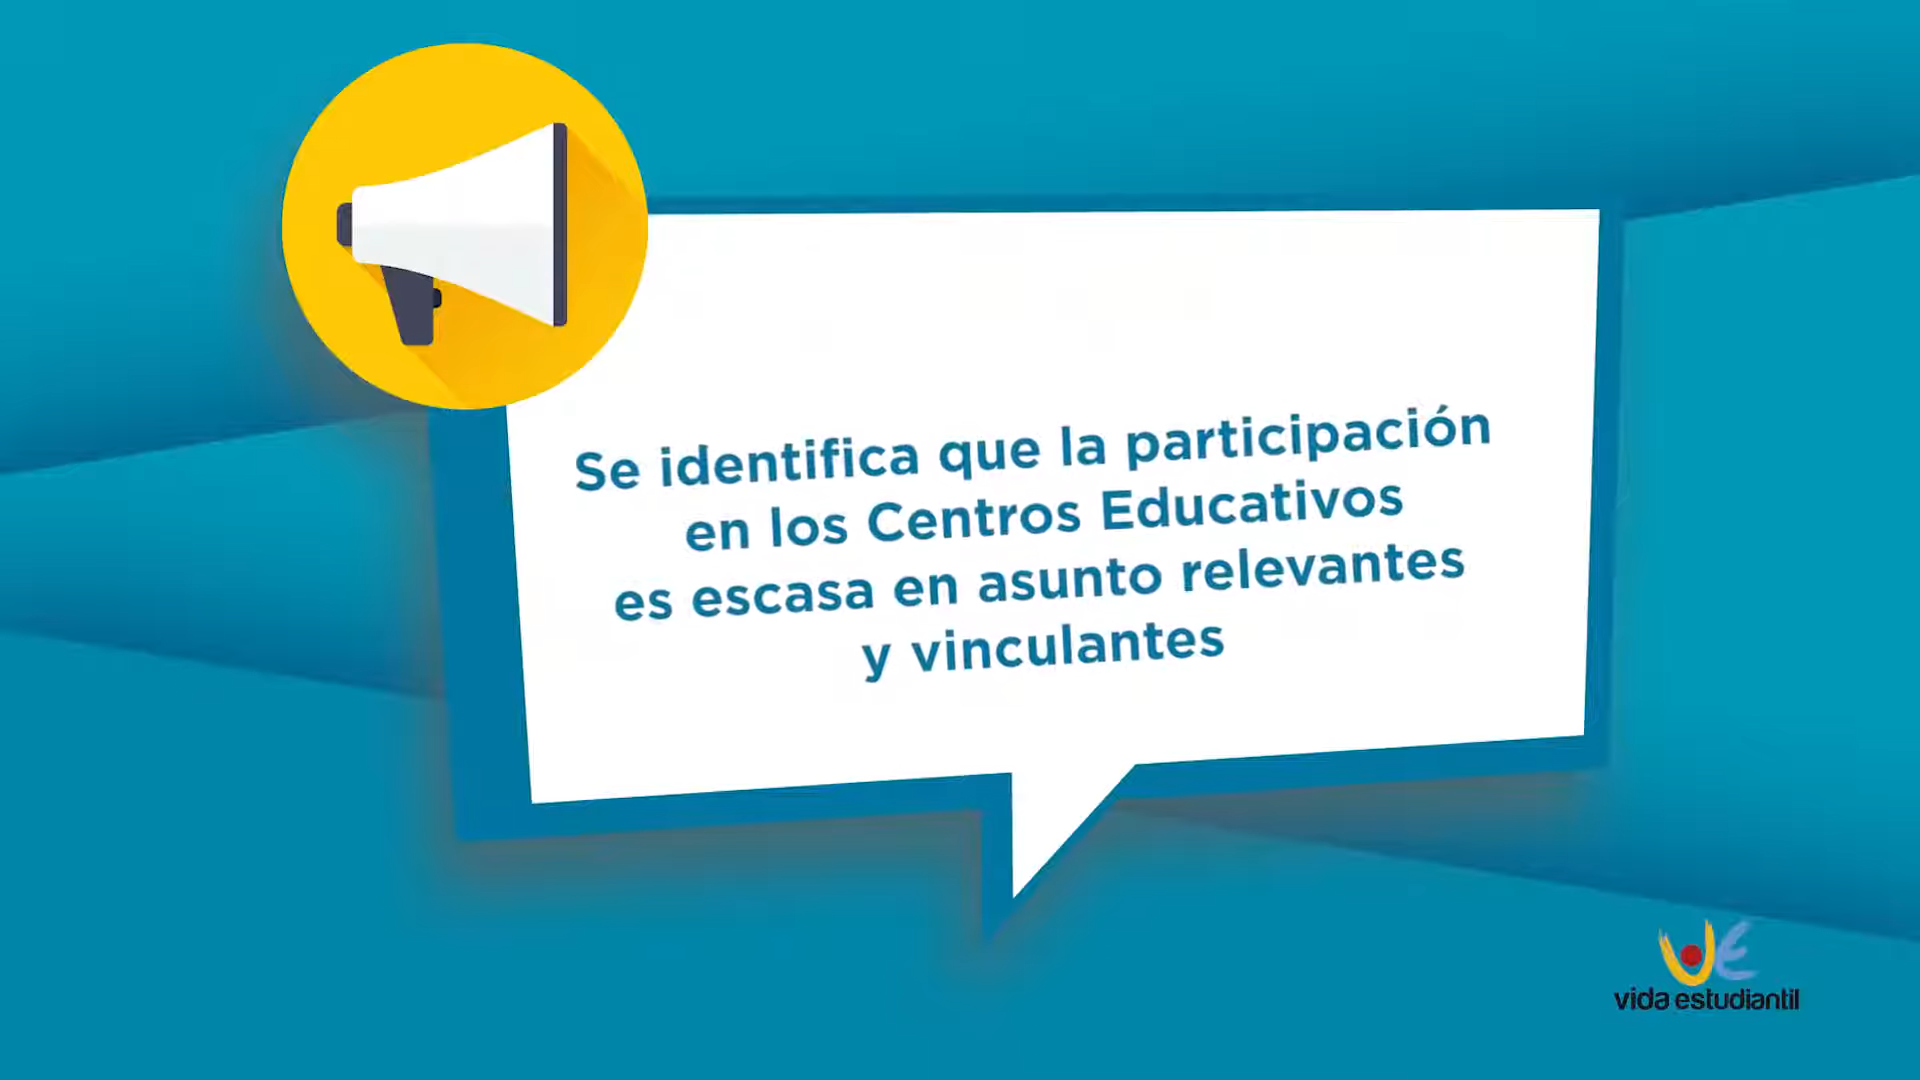 Se identifica que la participación
en los Centros Educativos
es escasa en asunto relevantes
y vinculantes
vida estudiantil